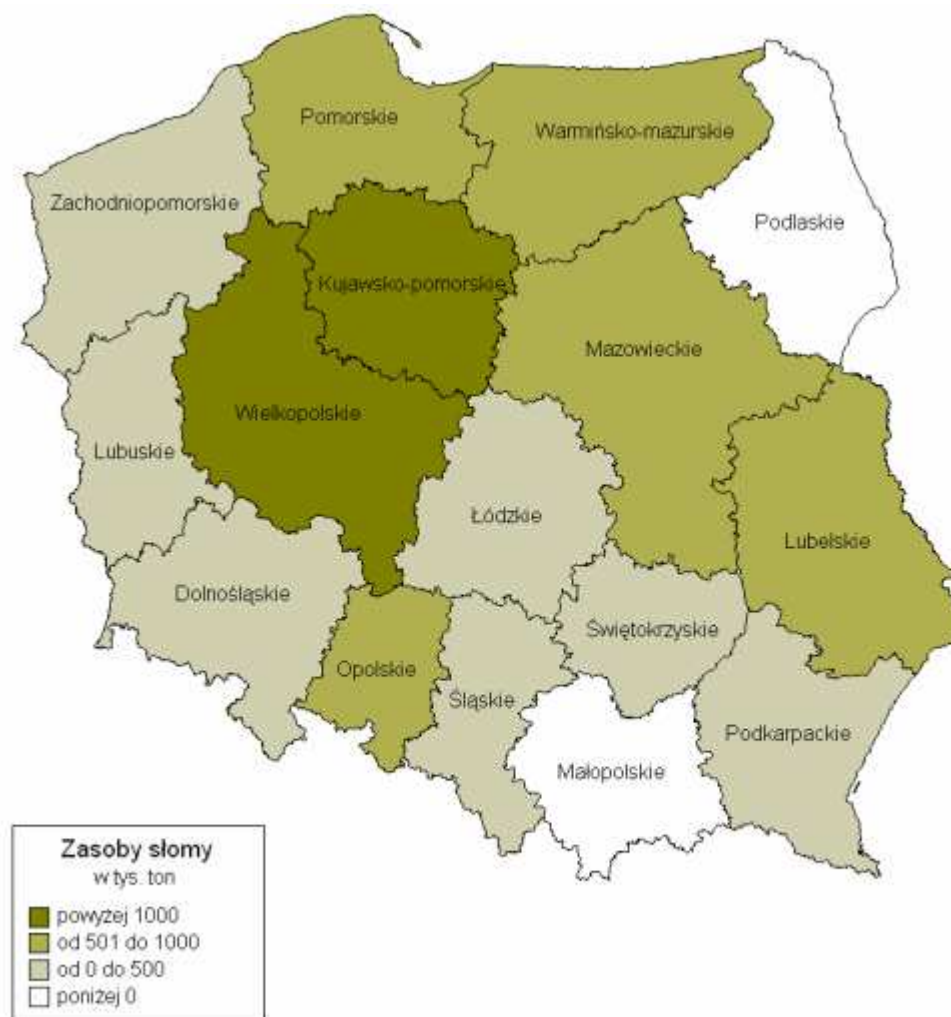 Pomorskie
Warmińsko-mazurskie
Zachodniopomorskie
Podlaskie
Kujawsko-pomorskie
Mazowieckie
Wielkopolskie
Lubuskie
Łódzkie
Lubelskie
Dolnośląskie
Świętokrzyskie
Opolskie
Śląskie
Podkarpackie
Małopolskie
Zasoby słomy
w tys. ton
powyżej 1000
od 501 do 1000
od 0 do 500
poniżej 0